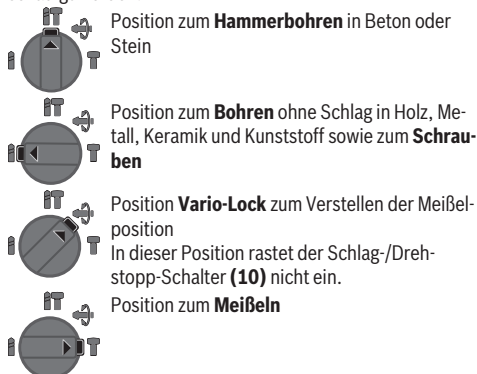 Position zum Hammerbohren in Beton oder
Stein
Position zum Bohren ohne Schlag in Holz, Me-
tall, Keramik und Kunststoff sowie zum Schrau-
ben
Position Vario-Lock zum Verstellen der Meißel-
position
In dieser Position rastet der Schlag-/Dreh-
stopp-Schalter (10) nicht ein.
Position zum Meißeln